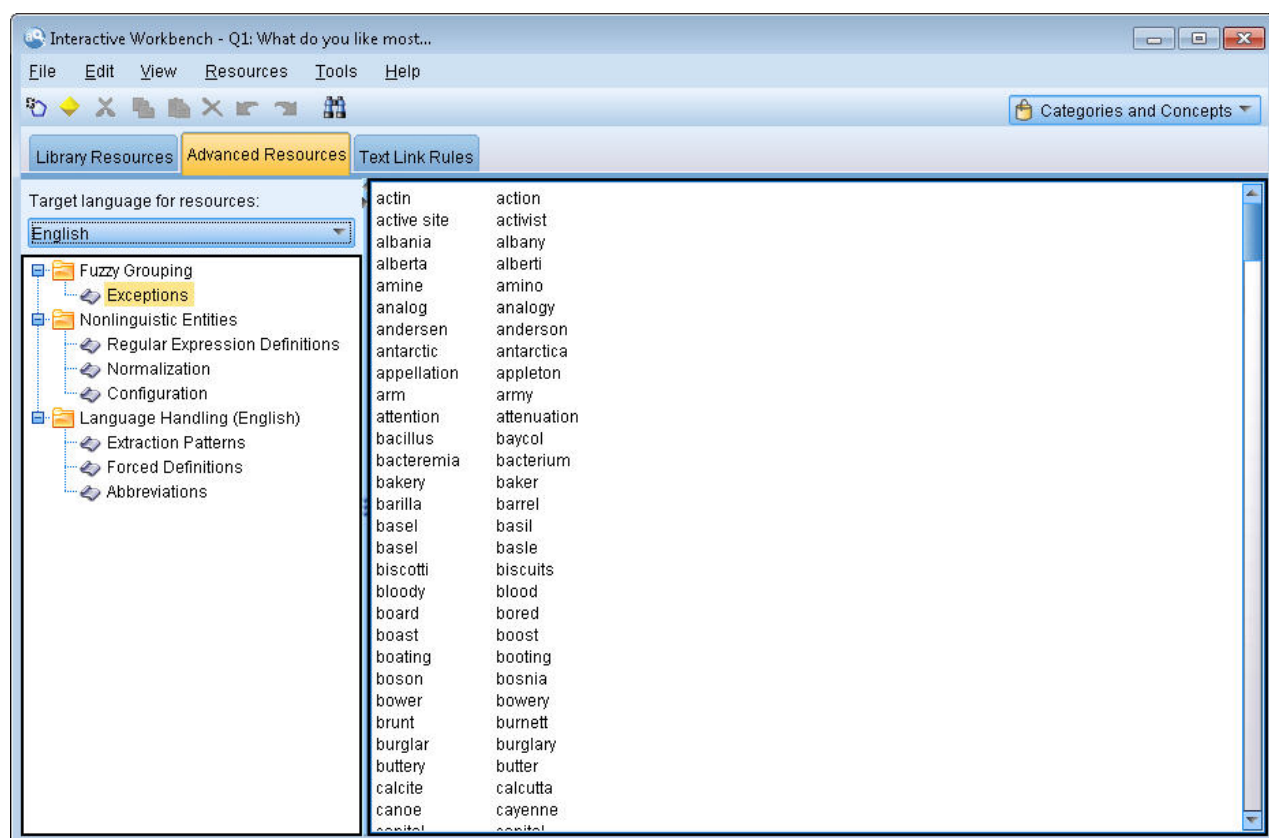 Interactive Workbench - Q1: What do you like most...
File Edit View Resources Tools Help
Categories and Concepts
Library Resources Advanced Resources Text Link Rules
Target language for resources:
English
Fuzzy Grouping
Exceptions
Nonlinguistic Entities
Regular Expression Definitions
Normalization
Configuration
Language Handling (English)
Extraction Patterns
Forced Definitions
Abbreviations
actin action
active site activist
albania albany
alberta alberti
amine amino
analog analogy
andersen anderson
antarctic antarctica
appellation appleton
arm army
attention attenuation
bacillus baycol
bacteremia bacterium
bakery baker
barilla barrel
basel basil
basel basle
biscotti biscuits
bloody blood
board bored
boast boost
boating booting
boson bosnia
bower bowery
brunt burnett
burglar burglary
buttery butter
calcite calcutta
canoe cayenne